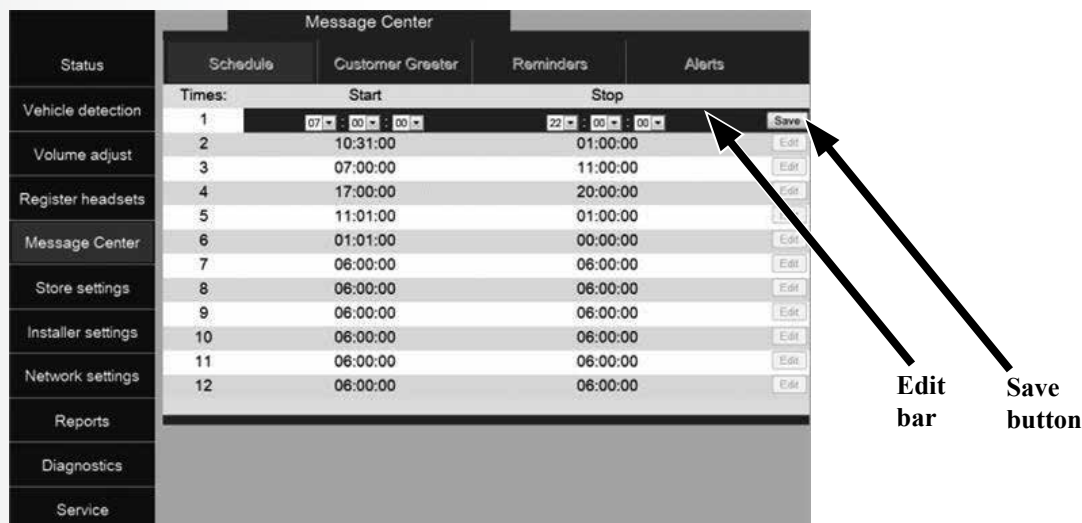 Message Center
Status
Schedule Customer Greeter Reminders Alerts
Times: Start Stop
Vehicle detection
1 07 : 00 : 00 22 : 00 : 00 Save
2 10:31:00 01:00:00 Edit
Volume adjust
3 07:00:00 11:00:00 Edit
4 17:00:00 20:00:00 Edit
Register headsets
5 11:01:00 01:00:00
Message Center
6 01:01:00 00:00:00 Edit
7 06:00:00 06:00:00 Edit
Store settings
8 06:00:00 06:00:00 Edit
9 06:00:00 06:00:00 Edit
Installer settings
10 06:00:00 06:00:00 Edit
11 06:00:00 06:00:00 Edit
Network settings
12 06:00:00 06:00:00 Edit
Edit
bar
Save
button
Reports
Diagnostics
Service